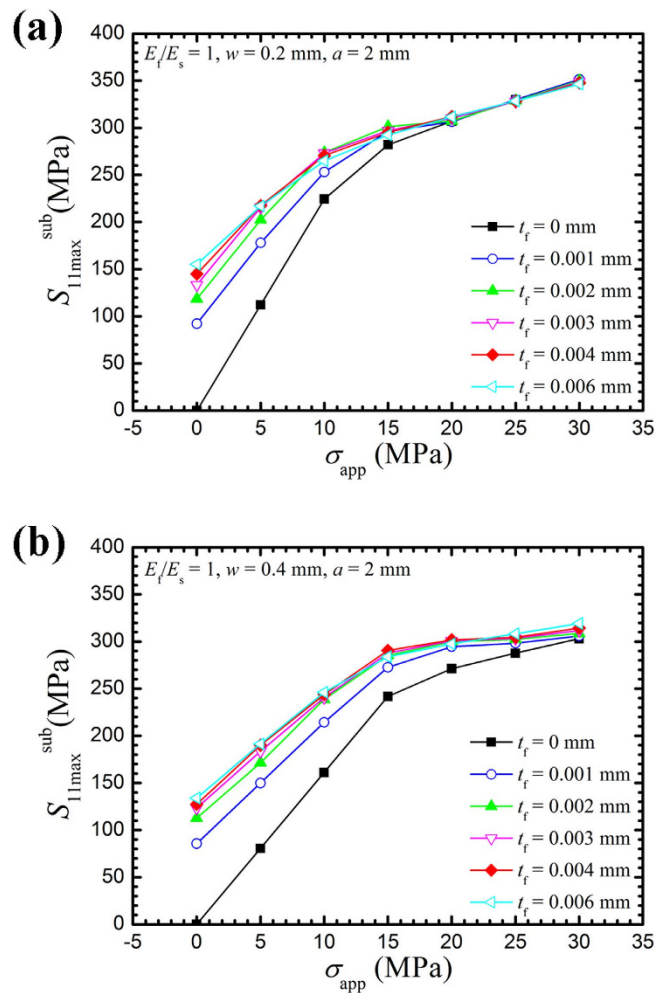 (a)
E_f/E_s = 1, w = 0.2 mm, a = 2 mm
S_11max^sub (MPa)
400
350
300
250
200
150
100
50
0
t_f = 0 mm
t_f = 0.001 mm
t_f = 0.002 mm
t_f = 0.003 mm
t_f = 0.004 mm
t_f = 0.006 mm
-5 0 5 10 15 20 25 30 35
σ_app (MPa)
(b)
E_f/E_s = 1, w = 0.4 mm, a = 2 mm
S_11max^sub (MPa)
400
350
300
250
200
150
100
50
0
t_f = 0 mm
t_f = 0.001 mm
t_f = 0.002 mm
t_f = 0.003 mm
t_f = 0.004 mm
t_f = 0.006 mm
-5 0 5 10 15 20 25 30 35
σ_app (MPa)